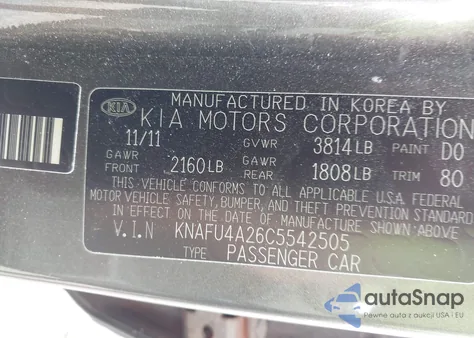 MANUFACTURED IN KOREA BY
KIA KIA MOTORS CORPORATION
11/11 GVWR 3814LB PAINT D0
GAWR FRONT 2160LB GAWR REAR 1808LB TRIM 80
THIS VEHICLE CONFORMS TO ALL APPLICABLE U.S.A. FEDERAL
MOTOR VEHICLE SAFETY, BUMPER, AND THEFT PREVENTION STANDARD
IN EFFECT ON THE DATE OF MANUFACTURE SHOWN ABOVE
V.I.N KNAFU4A26C5542505
TYPE PASSENGER CAR
autoSnap
Pewne auto z aukcji USA i EU